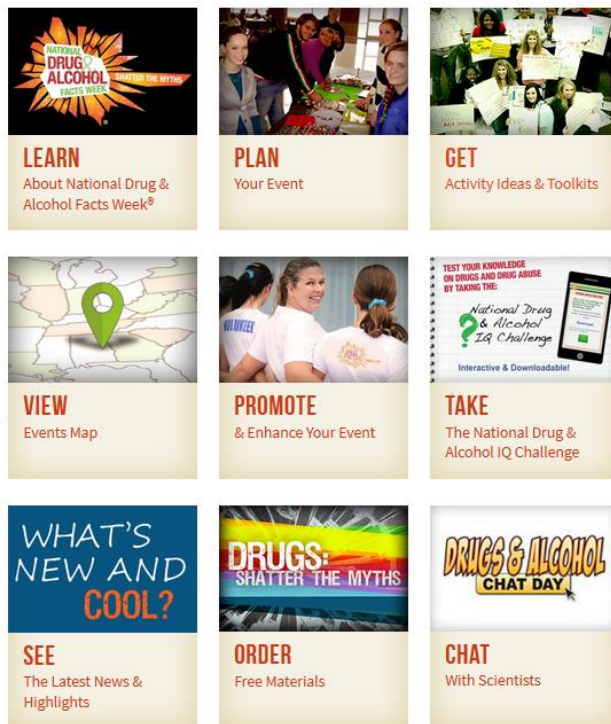 NATIONAL
DRUG &
ALCOHOL
FACTS WEEK
SHATTER THE MYTHS
LEARN
About National Drug &
Alcohol Facts Week®
PLAN
Your Event
GET
Activity Ideas & Toolkits
VIEW
Events Map
VOLUNTEER
PROMOTE
& Enhance Your Event
TEST YOUR KNOWLEDGE
ON DRUGS AND DRUG ABUSE
BY TAKING THE:
National Drug
& Alcohol
IQ Challenge
Interactive & Downloadable!
TAKE
The National Drug &
Alcohol IQ Challenge
WHAT'S
NEW AND
COOL?
SEE
The Latest News &
Highlights
DRUGS:
SHATTER THE MYTHS
ORDER
Free Materials
DRUGS & ALCOHOL
CHAT DAY
CHAT
With Scientists